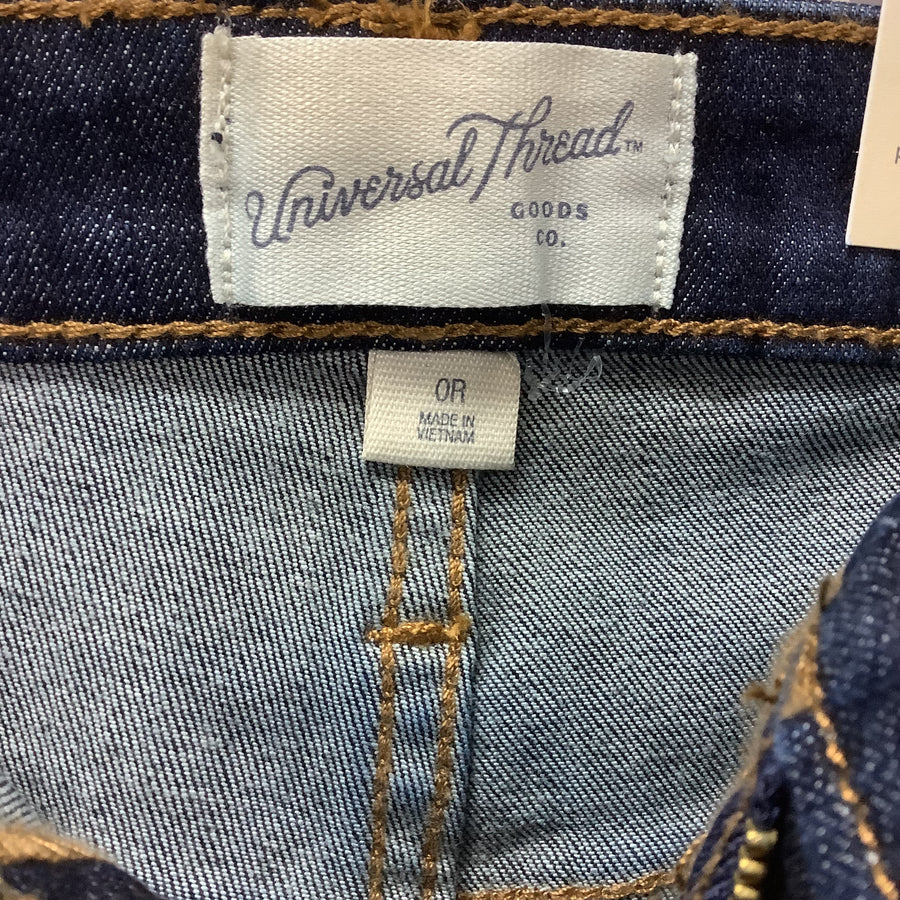 Universal Thread™
GOODS
CO.
0R
MADE IN
VIETNAM